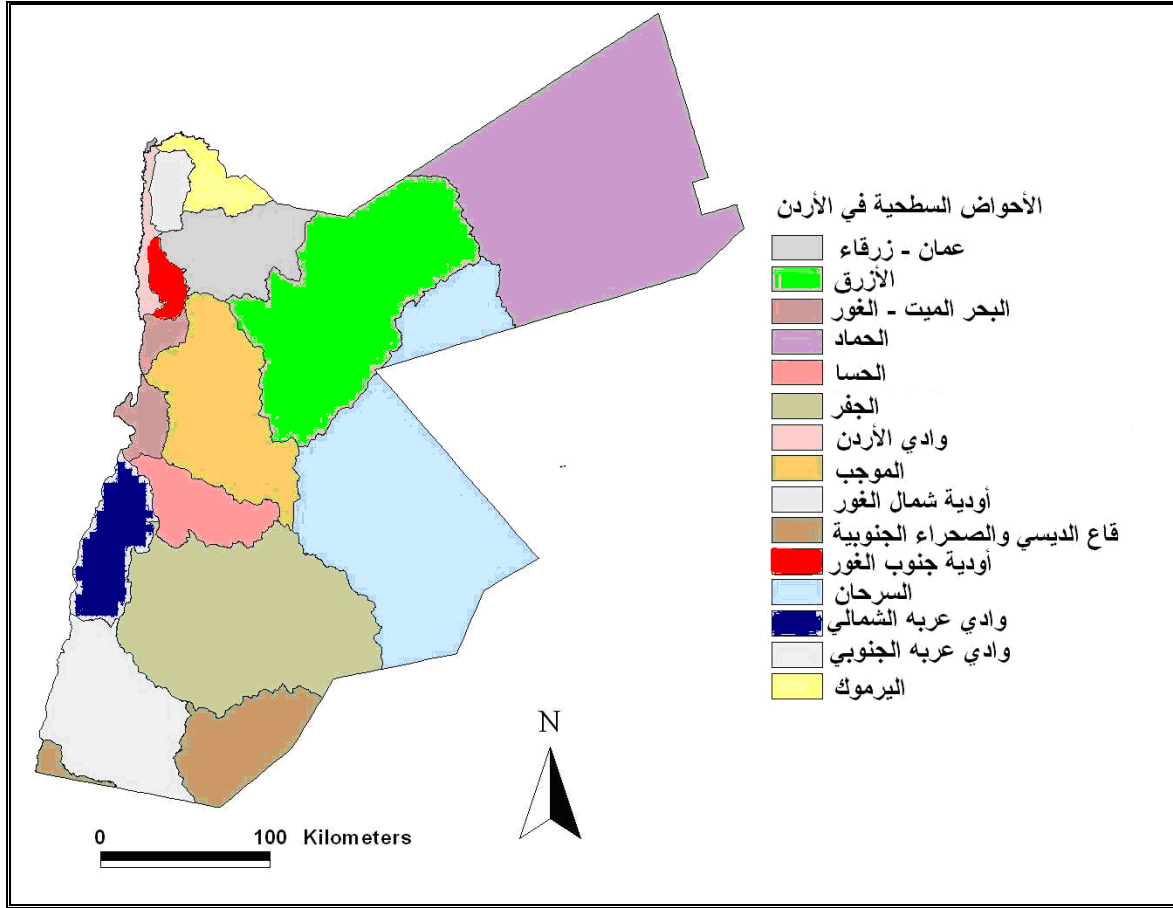 الأحواض السطحية في الأردن
عمان - زرقاء
الأزرق
البحر الميت - الغور
الحماد
الحسا
الجفر
وادي الأردن
الموجب
أودية شمال الغور
قاع الديسي والصحراء الجنوبية
أودية جنوب الغور
السرحان
وادي عربه الشمالي
وادي عربه الجنوبي
اليرموك
N
0 100 Kilometers